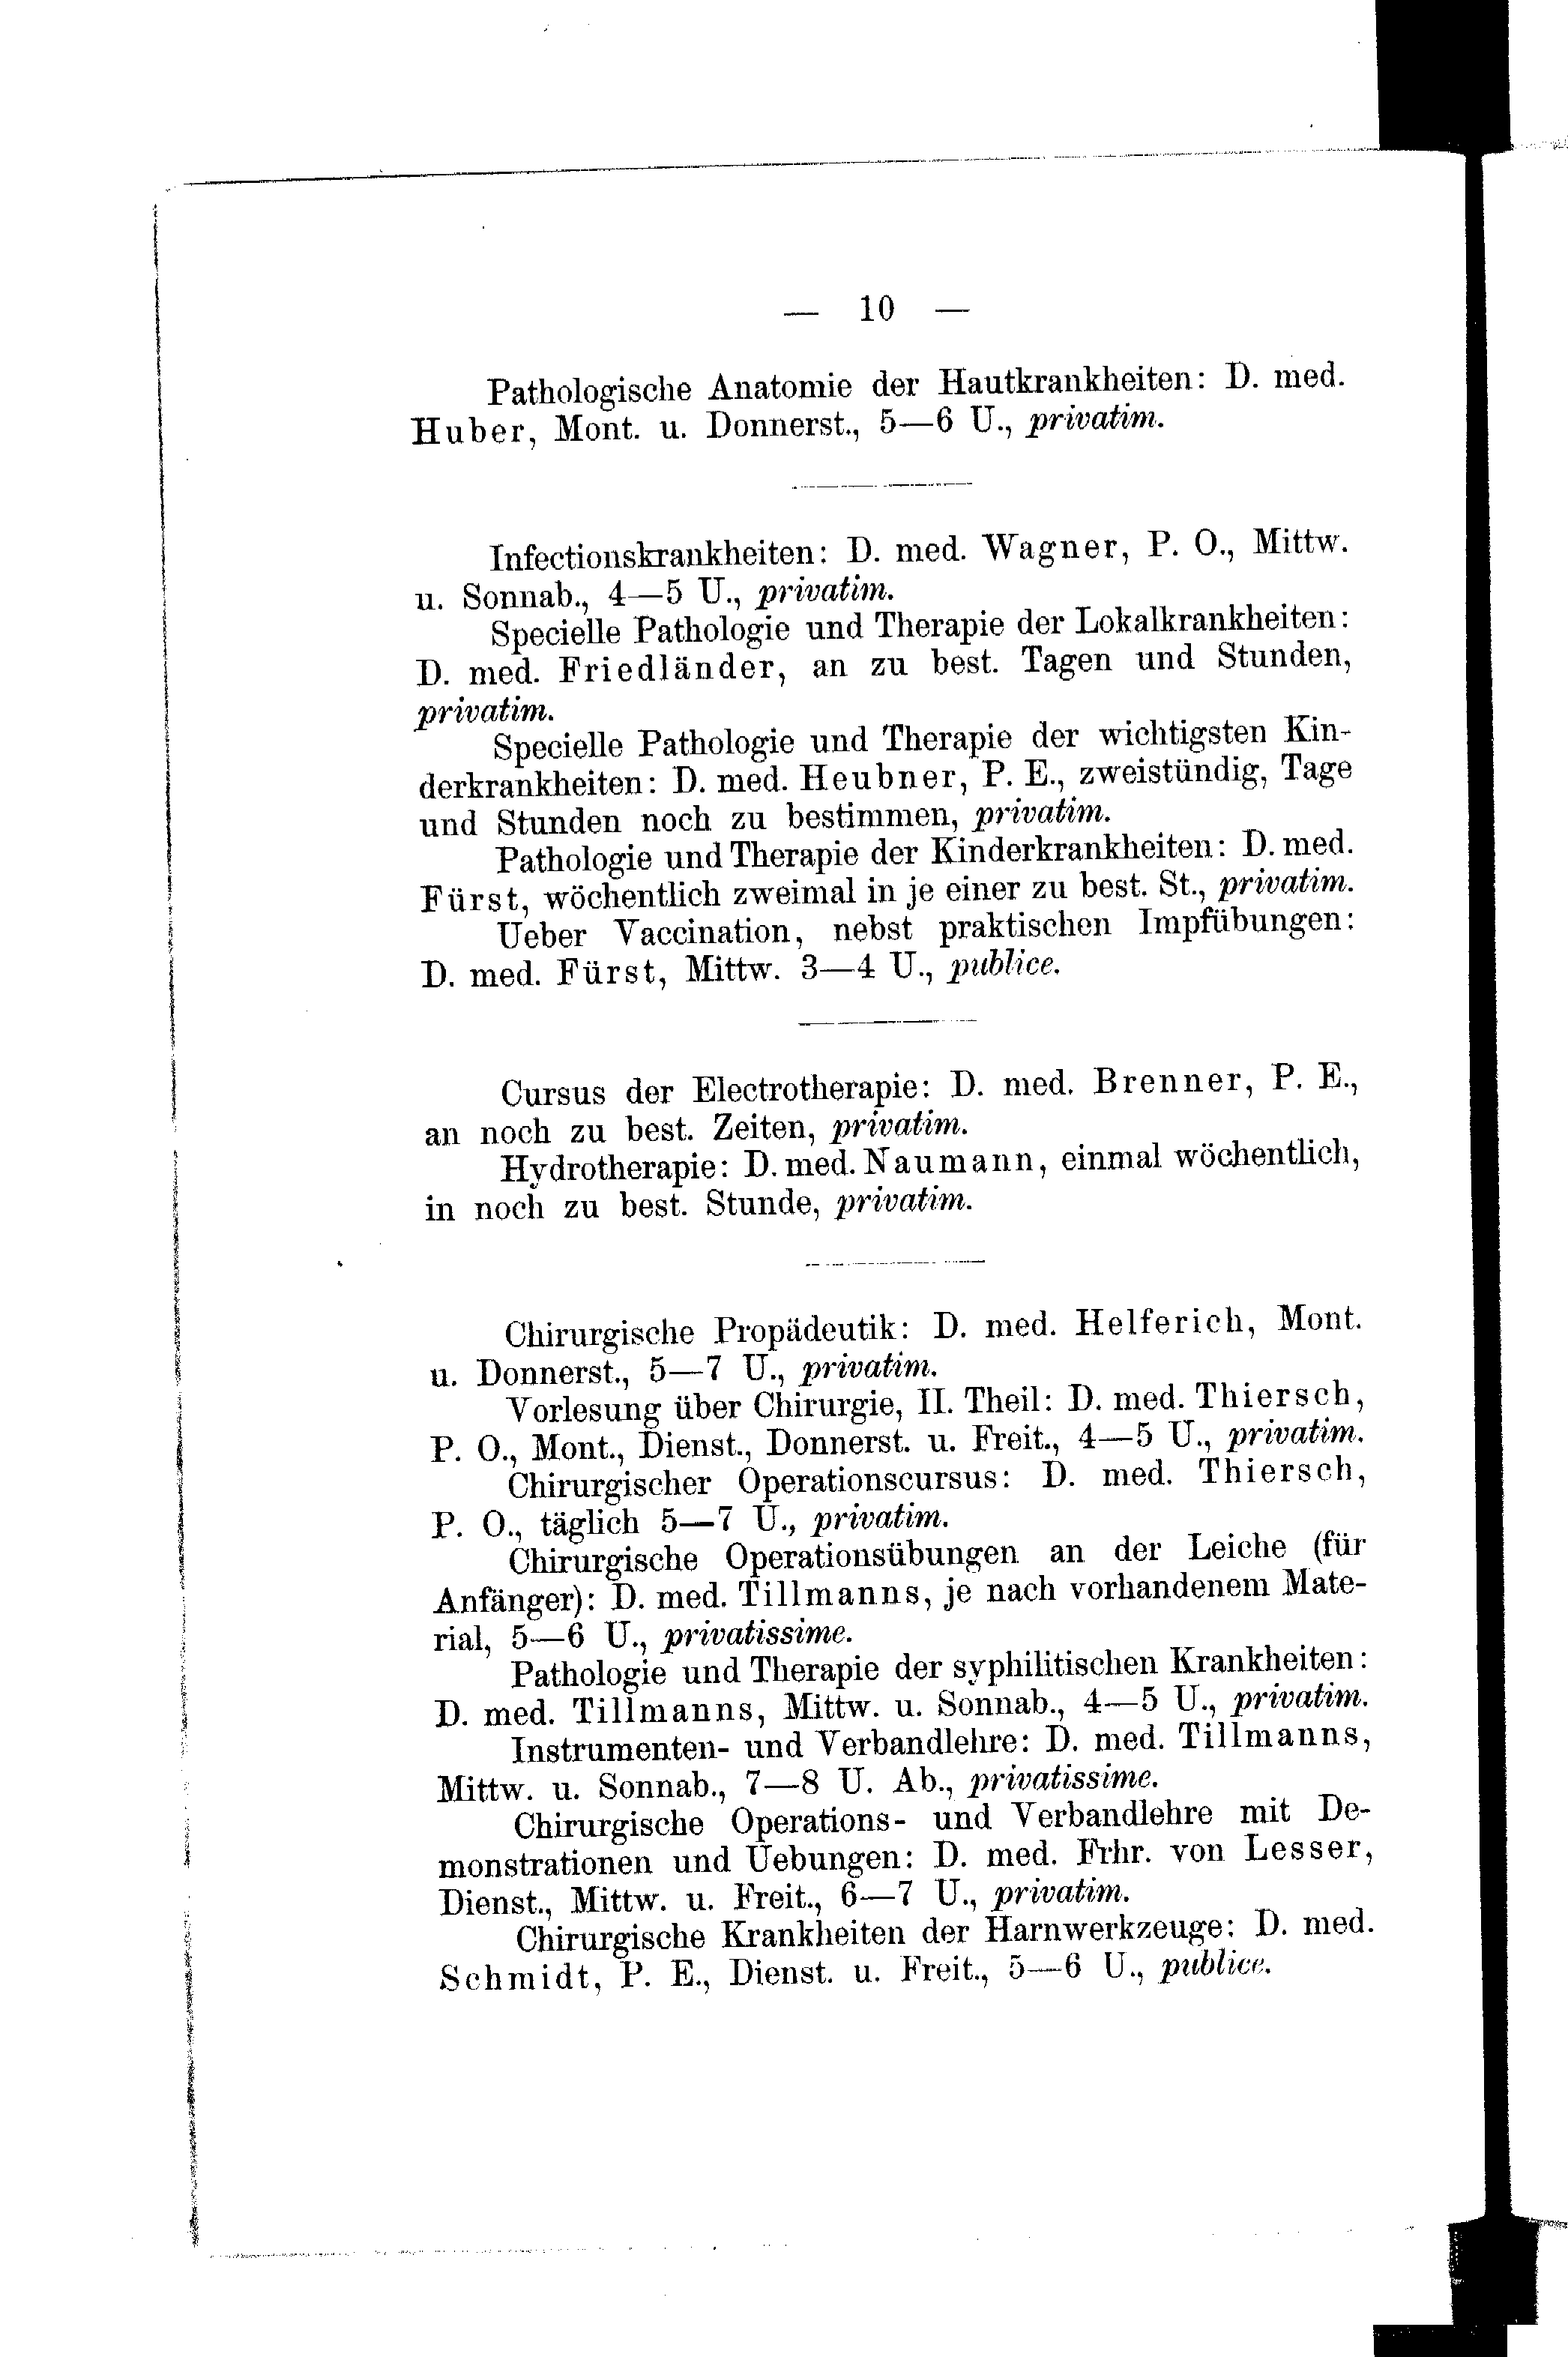 — 10 —
Pathologische Anatomie der Hautkrankheiten: D. med.
Huber, Mont. u. Donnerst., 5—6 U., privatim.
Infectionskrankheiten: D. med. Wagner, P. O., Mittw.
u. Sonnab., 4—5 U., privatim.
Specielle Pathologie und Therapie der Lokalkrankheiten:
D. med. Friedländer, an zu best. Tagen und Stunden,
privatim.
Specielle Pathologie und Therapie der wichtigsten Kin-
derkrankheiten: D. med. Heubner, P. E., zweistündig, Tage
und Stunden noch zu bestimmen, privatim.
Pathologie und Therapie der Kinderkrankheiten: D. med.
Fürst, wöchentlich zweimal in je einer zu best. St., privatim.
Ueber Vaccination, nebst praktischen Impfübungen:
D. med. Fürst, Mittw. 3—4 U., publice.
Cursus der Electrotherapie: D. med. Brenner, P. E.,
an noch zu best. Zeiten, privatim.
Hydrotherapie: D. med. Naumann, einmal wöchentlich,
in noch zu best. Stunde, privatim.
Chirurgische Propädeutik: D. med. Helferich, Mont.
u. Donnerst., 5—7 U., privatim.
Vorlesung über Chirurgie, II. Theil: D. med. Thiersch,
P. O., Mont., Dienst., Donnerst. u. Freit., 4—5 U., privatim.
Chirurgischer Operationscursus: D. med. Thiersch,
P. O., täglich 5—7 U., privatim.
Chirurgische Operationsübungen an der Leiche (für
Anfänger): D. med. Tillmanns, je nach vorhandenem Mate-
rial, 5—6 U., privatissime.
Pathologie und Therapie der syphilitischen Krankheiten:
D. med. Tillmanns, Mittw. u. Sonnab., 4—5 U., privatim.
Instrumenten- und Verbandlehre: D. med. Tillmanns,
Mittw. u. Sonnab., 7—8 U. Ab., privatissime.
Chirurgische Operations- und Verbandlehre mit De-
monstrationen und Uebungen: D. med. Frhr. von Lesser,
Dienst., Mittw. u. Freit., 6—7 U., privatim.
Chirurgische Krankheiten der Harnwerkzeuge: D. med.
Schmidt, P. E., Dienst. u. Freit., 5—6 U., publice.